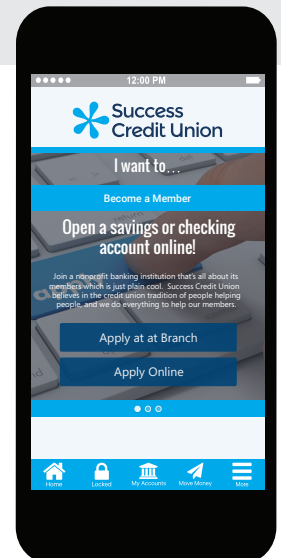 12:00 PM
Success
Credit Union
I want to...
Become a Member
Open a savings or checking
account online!
Join a nonprofit banking institution that's all about its
members which is just plain cool. Success Credit Union
believes in the credit union tradition of people helping
people, and we do everything to help our members.
Apply at at Branch
Apply Online
Home Locked My Accounts Move Money More